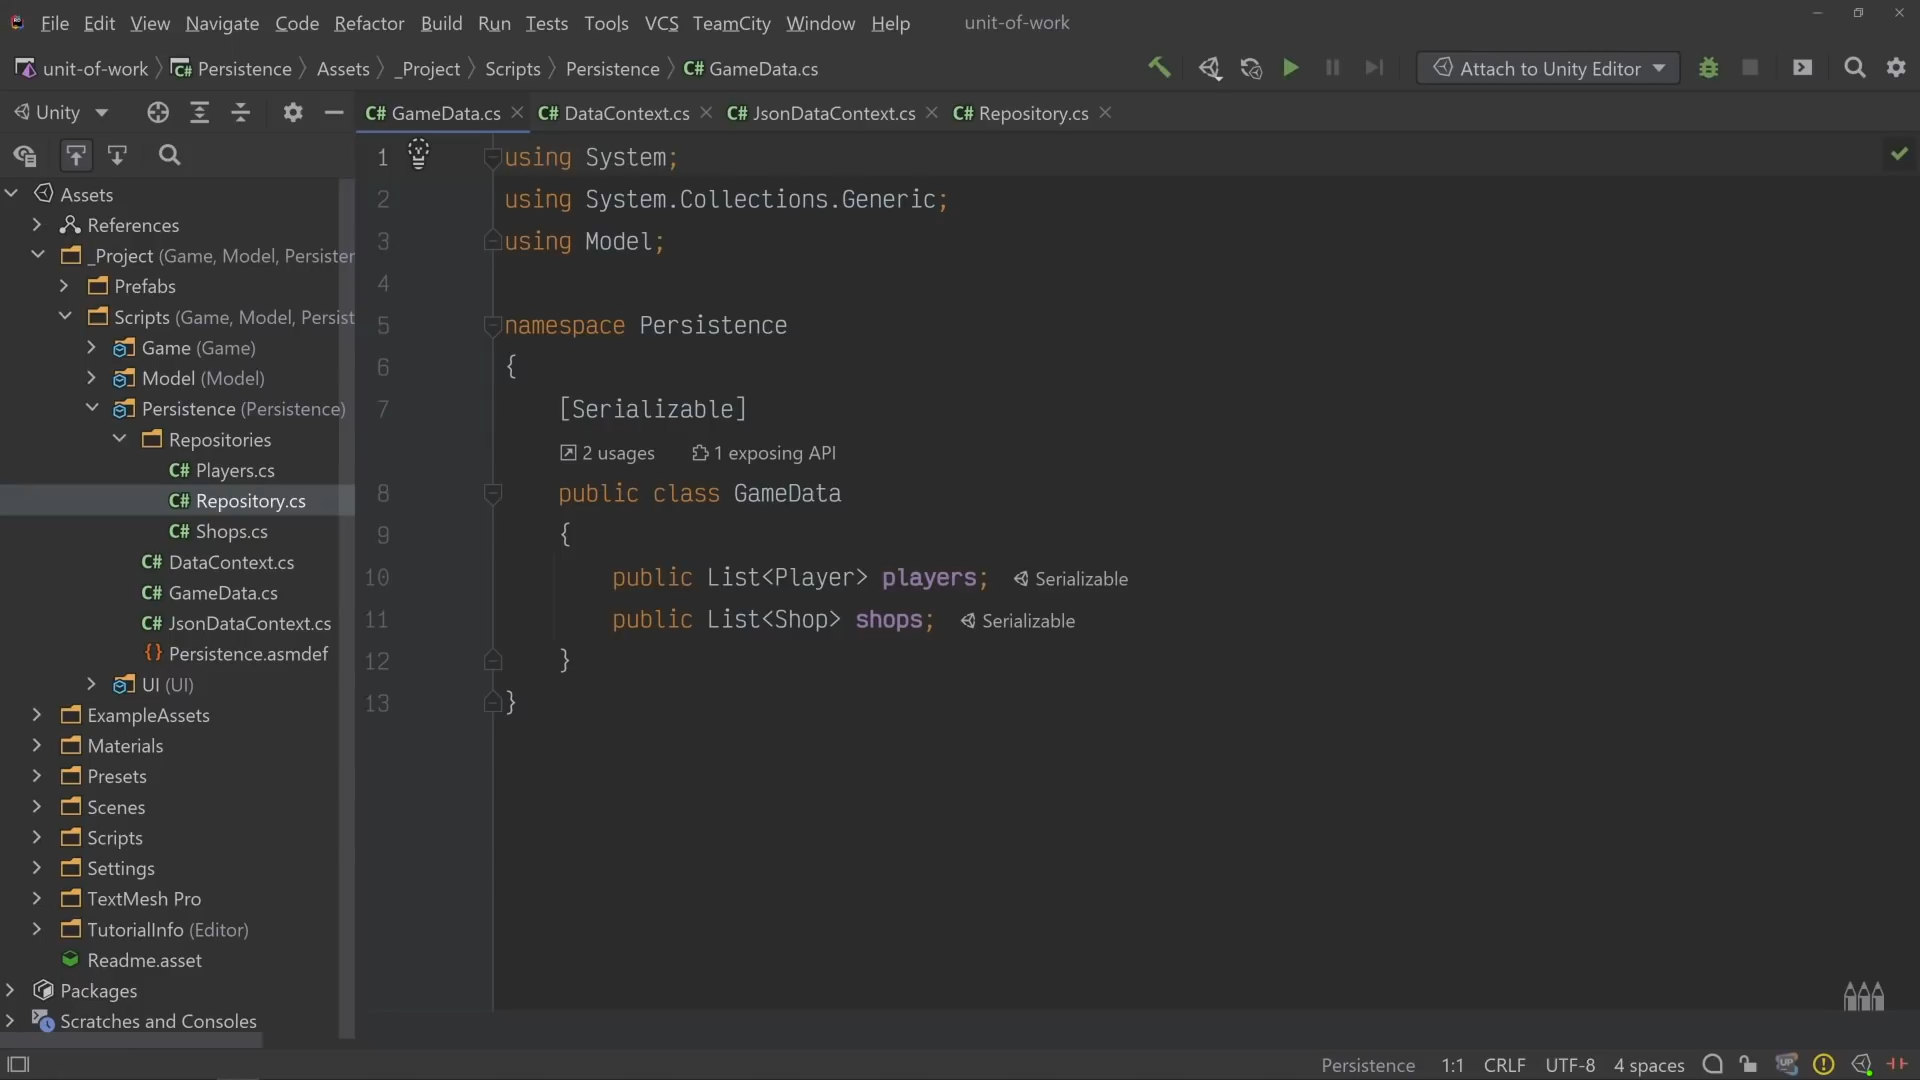 File Edit View Navigate Code Refactor Build Run Tests Tools VCS TeamCity Window Help unit-of-work
unit-of-work Persistence Assets _Project Scripts Persistence C# GameData.cs Attach to Unity Editor
Unity C# GameData.cs C# DataContext.cs C# JsonDataContext.cs C# Repository.cs
Assets
References
_Project (Game, Model, Persister
Prefabs
Scripts (Game, Model, Persist
Game (Game)
Model (Model)
Persistence (Persistence)
Repositories
C# Players.cs
C# Repository.cs
C# Shops.cs
C# DataContext.cs
C# GameData.cs
C# JsonDataContext.cs
{} Persistence.asmdef
UI (UI)
ExampleAssets
Materials
Presets
Scenes
Scripts
Settings
TextMesh Pro
TutorialInfo (Editor)
Readme.asset
Packages
Scratches and Consoles
1 using System;
2 using System.Collections.Generic;
3 using Model;
4
5 namespace Persistence
6 {
7 [Serializable]
2 usages 1 exposing API
8 public class GameData
9 {
10 public List<Player> players; Serializable
11 public List<Shop> shops; Serializable
12 }
13 }
Persistence 1:1 CRLF UTF-8 4 spaces